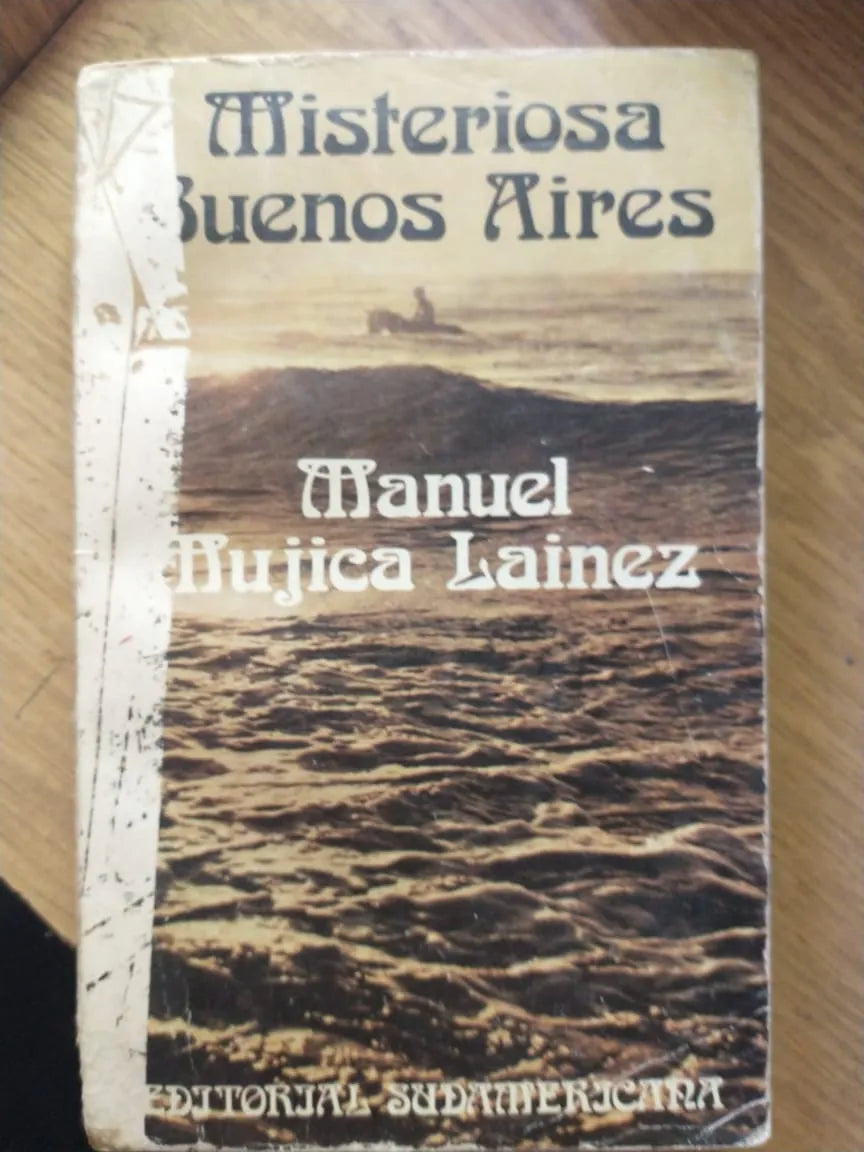 Misteriosa
Buenos Aires
Manuel
Mujica Lainez
EDITORIAL SUDAMERICANA